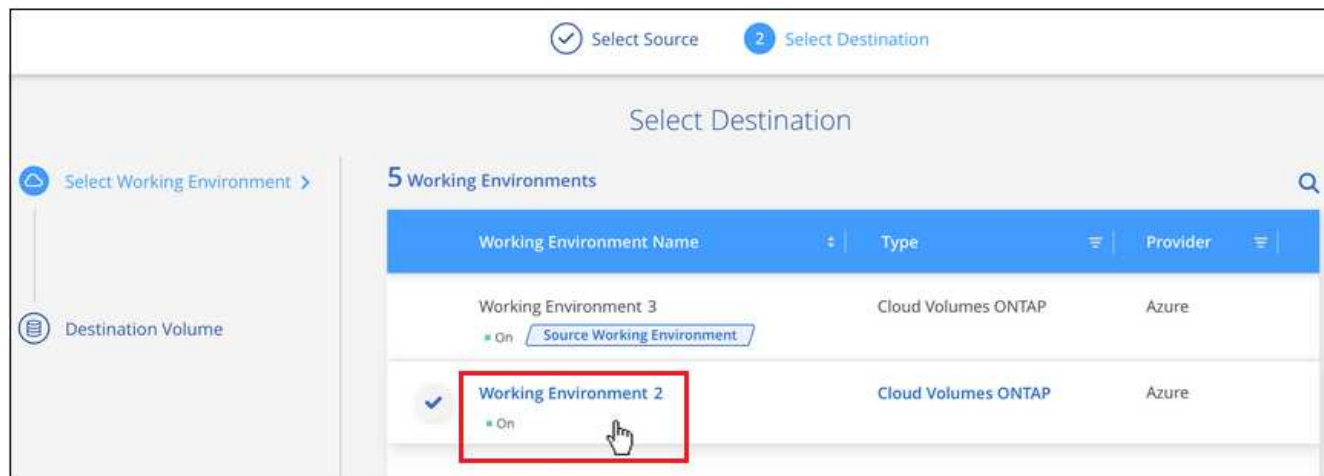 Select Source
2 Select Destination
Select Destination
Select Working Environment >
Destination Volume
5 Working Environments
Working Environment Name Type Provider
Working Environment 3 Cloud Volumes ONTAP Azure
On Source Working Environment
Working Environment 2 Cloud Volumes ONTAP Azure
On